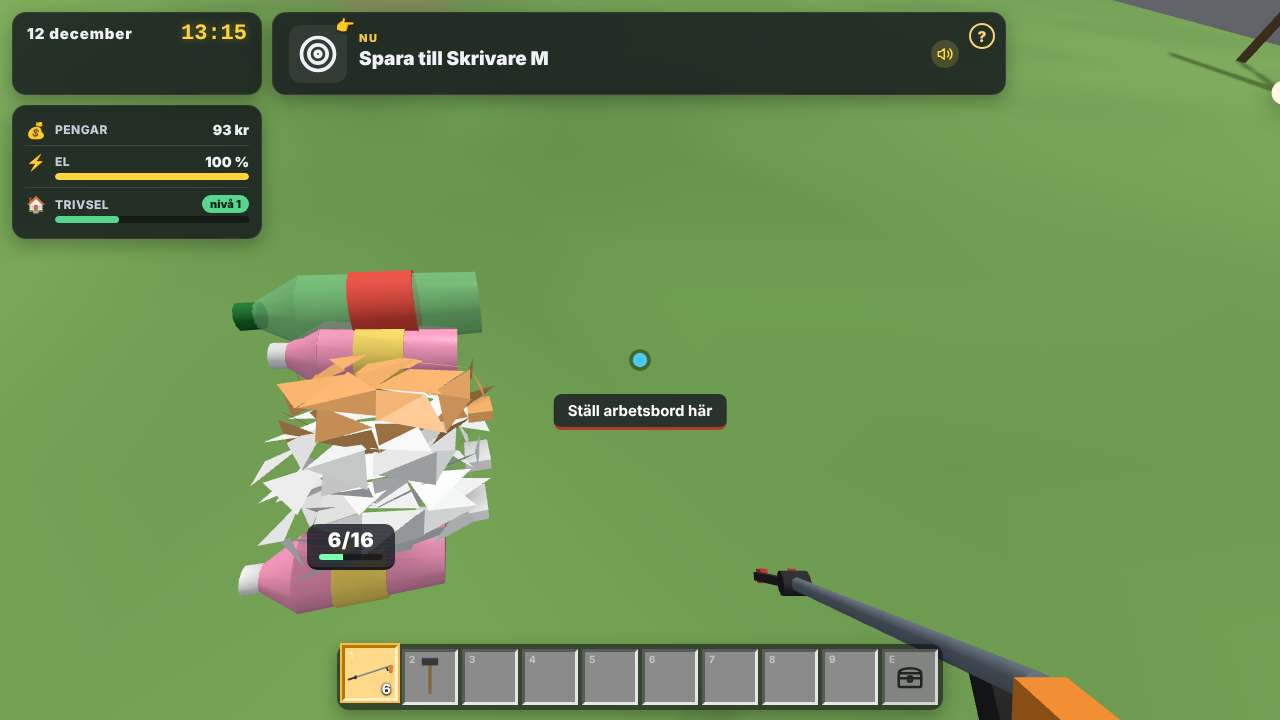 12 december 13:15
NU
Spara till Skrivare M
?
PENGAR 93 kr
EL 100 %
TRIVSEL nivå 1
Ställ arbetsbord här
6/16
1 2 3 4 5 6 7 8 9 E
6